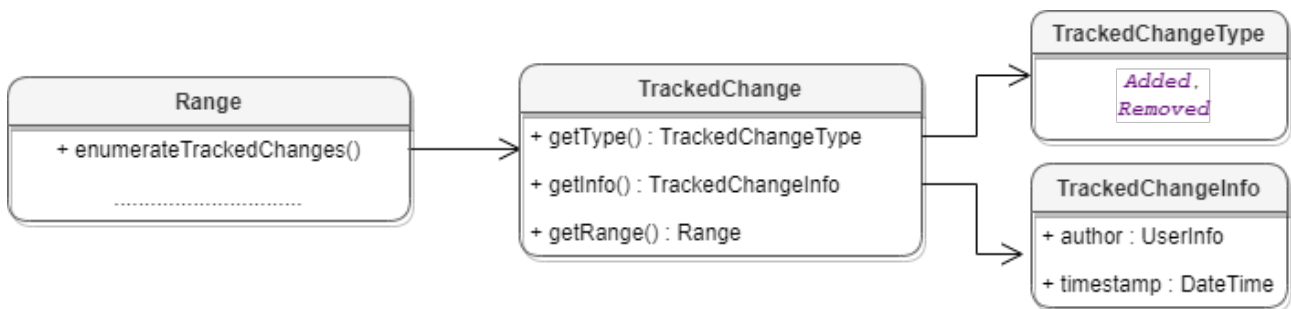 Range
+ enumerateTrackedChanges()
................................
TrackedChange
+ getType() : TrackedChangeType
+ getInfo() : TrackedChangeInfo
+ getRange() : Range
TrackedChangeType
Added,
Removed
TrackedChangeInfo
+ author : UserInfo
+ timestamp : DateTime